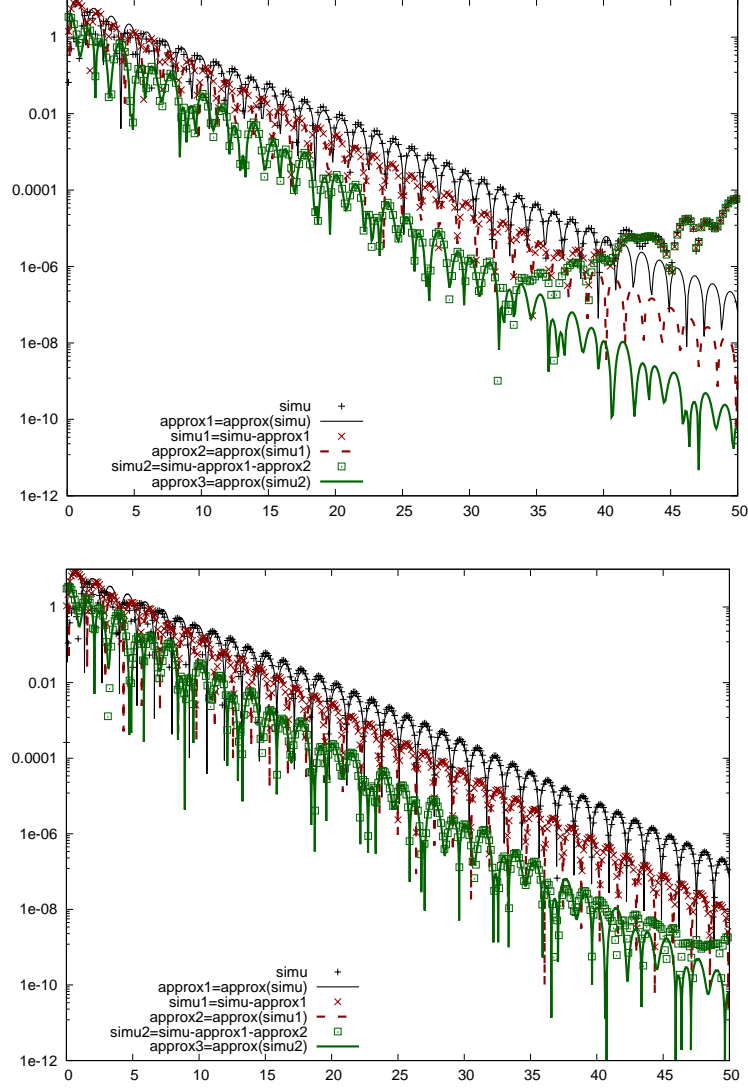 1
0.01
0.0001
1e-06
1e-08
1e-10
1e-12
simu
approx1=approx(simu)
simu1=simu-approx1
approx2=approx(simu1)
simu2=simu-approx1-approx2
approx3=approx(simu2)
0 5 10 15 20 25 30 35 40 45 50
1
0.01
0.0001
1e-06
1e-08
1e-10
1e-12
simu
approx1=approx(simu)
simu1=simu-approx1
approx2=approx(simu1)
simu2=simu-approx1-approx2
approx3=approx(simu2)
0 5 10 15 20 25 30 35 40 45 50